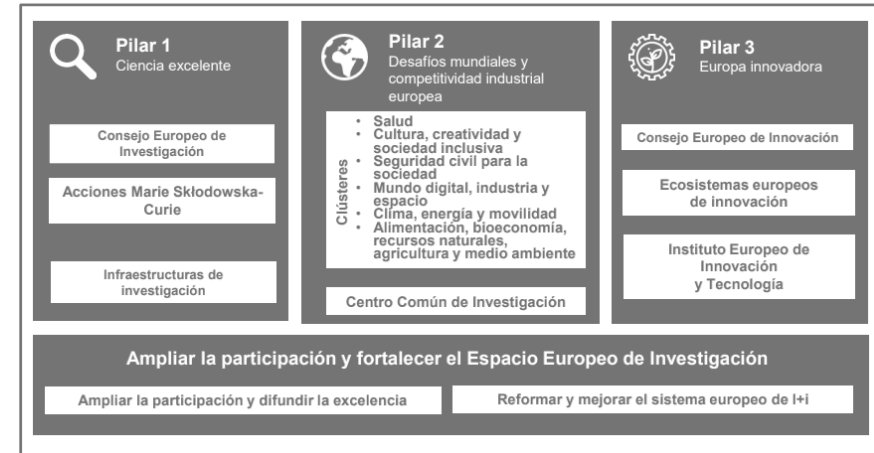 Pilar 1
Ciencia excelente
Consejo Europeo de
Investigación
Acciones Marie Skłodowska-
Curie
Infraestructuras de
investigación
Pilar 2
Desafíos mundiales y
competitividad industrial
europea
Clústeres
• Salud
• Cultura, creatividad y
sociedad inclusiva
• Seguridad civil para la
sociedad
• Mundo digital, industria y
espacio
• Clima, energía y movilidad
• Alimentación, bioeconomía,
recursos naturales,
agricultura y medio ambiente
Centro Común de Investigación
Pilar 3
Europa innovadora
Consejo Europeo de Innovación
Ecosistemas europeos
de innovación
Instituto Europeo de
Innovación
y Tecnología
Ampliar la participación y fortalecer el Espacio Europeo de Investigación
Ampliar la participación y difundir la excelencia
Reformar y mejorar el sistema europeo de I+i